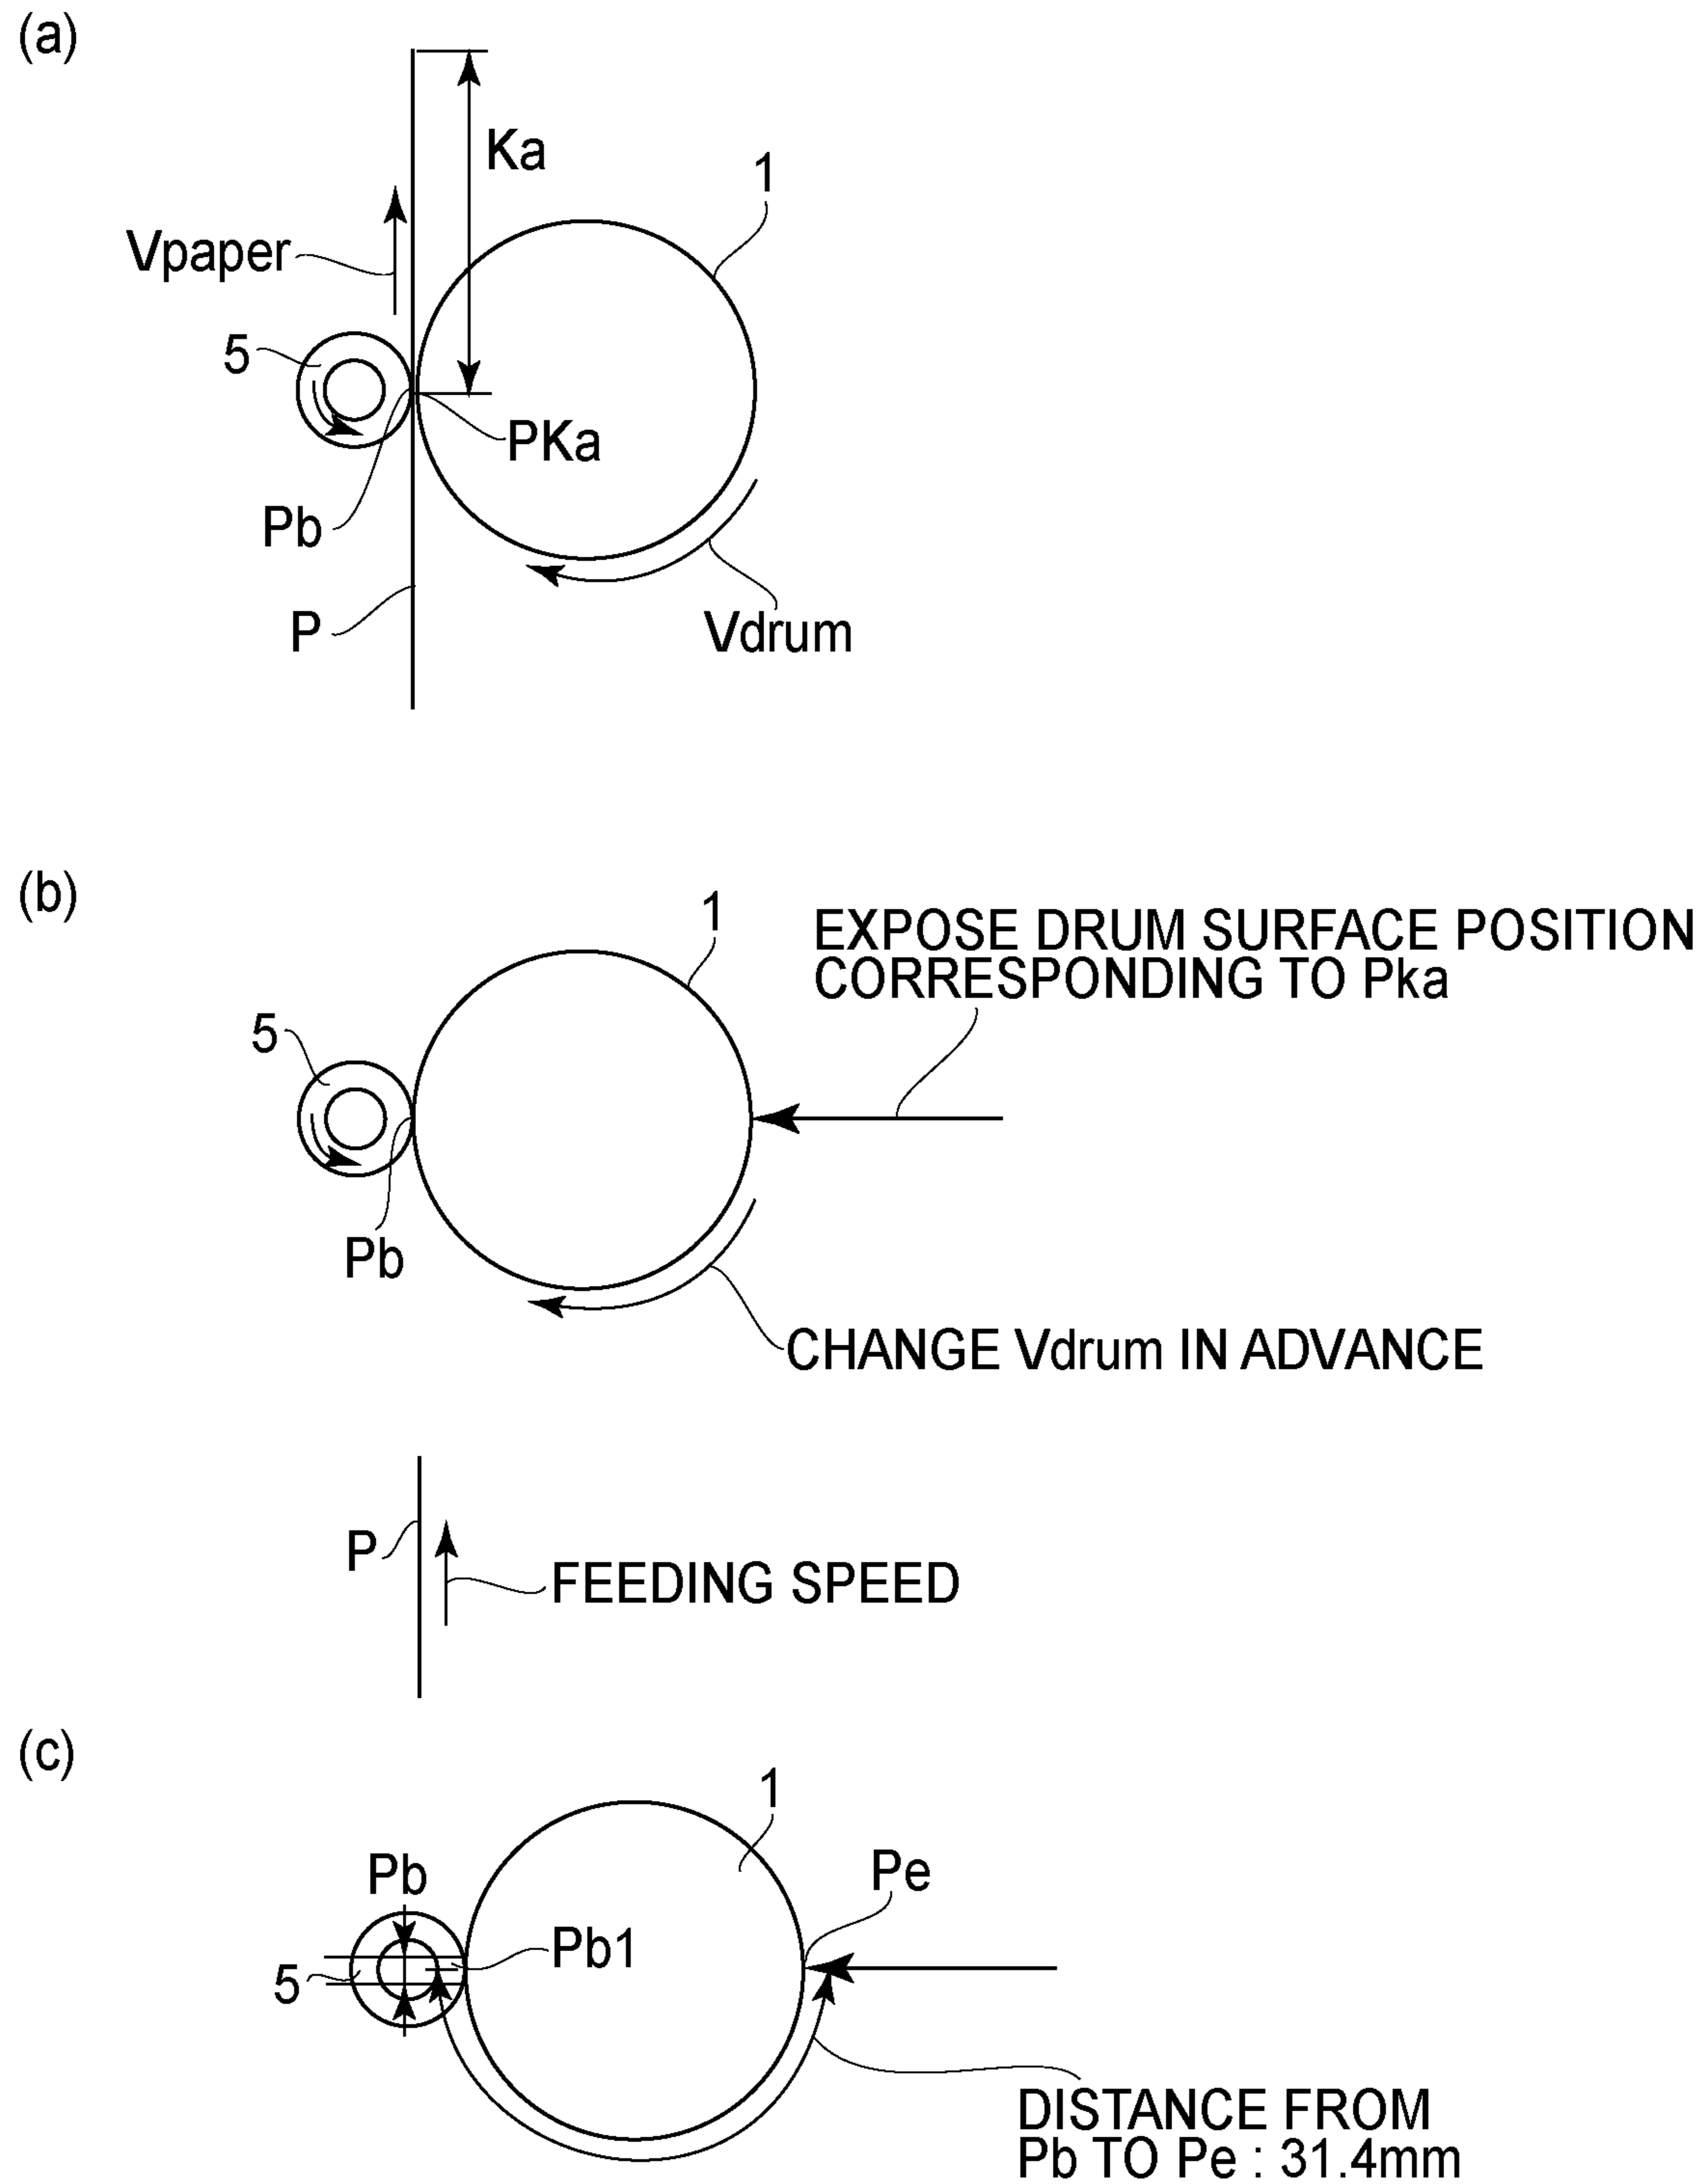 (a)
Ka
1
Vpaper
5
PKa
Pb
P
Vdrum
(b)
1
EXPOSE DRUM SURFACE POSITION
CORRESPONDING TO Pka
5
Pb
CHANGE Vdrum IN ADVANCE
P
FEEDING SPEED
(c)
1
Pb
Pe
Pb1
5
DISTANCE FROM
Pb TO Pe : 31.4mm